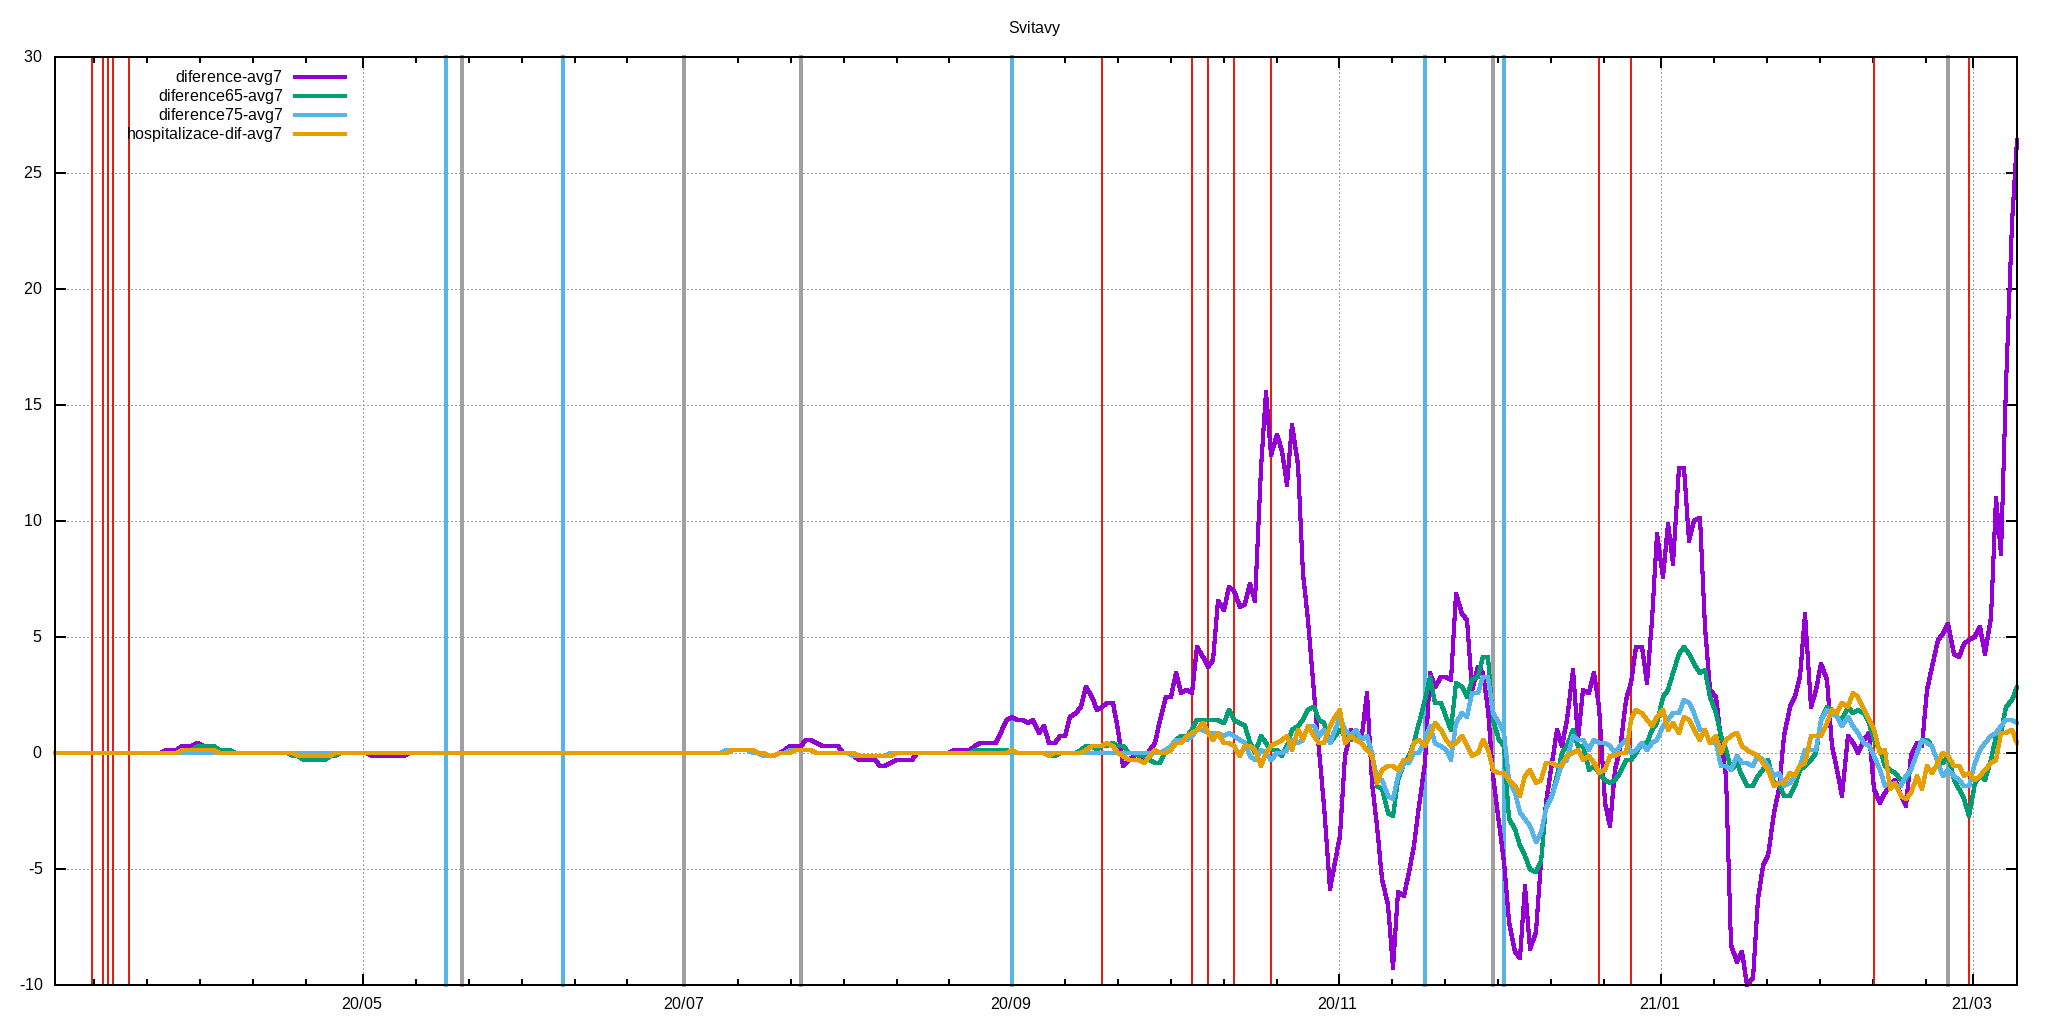 Svitavy
30
25
20
15
10
5
0
-5
-10
diference-avg7
diference65-avg7
diference75-avg7
hospitalizace-dif-avg7
20/05 20/07 20/09 20/11 21/01 21/03